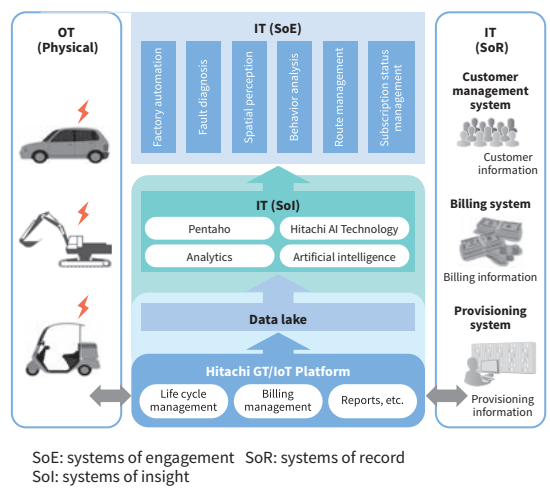 OT
(Physical)
IT (SoE)
Factory automation
Fault diagnosis
Spatial perception
Behavior analysis
Route management
Subscription status
management
IT (SoI)
Pentaho
Hitachi AI Technology
Analytics
Artificial intelligence
Data lake
Hitachi GT/IoT Platform
Life cycle
management
Billing
management
Reports, etc.
IT
(SoR)
Customer
management
system
Customer
information
Billing system
Billing information
Provisioning
system
Provisioning
information
SoE: systems of engagement SoR: systems of record
SoI: systems of insight